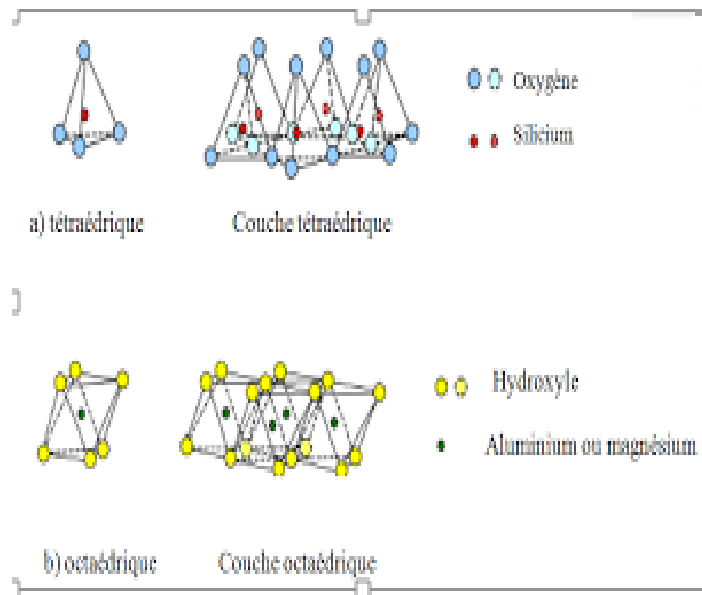 Oxygène
Silicium
a) tétraédrique
Couche tétraédrique
Hydroxyle
Aluminium ou magnésium
b) octaédrique
Couche octaédrique